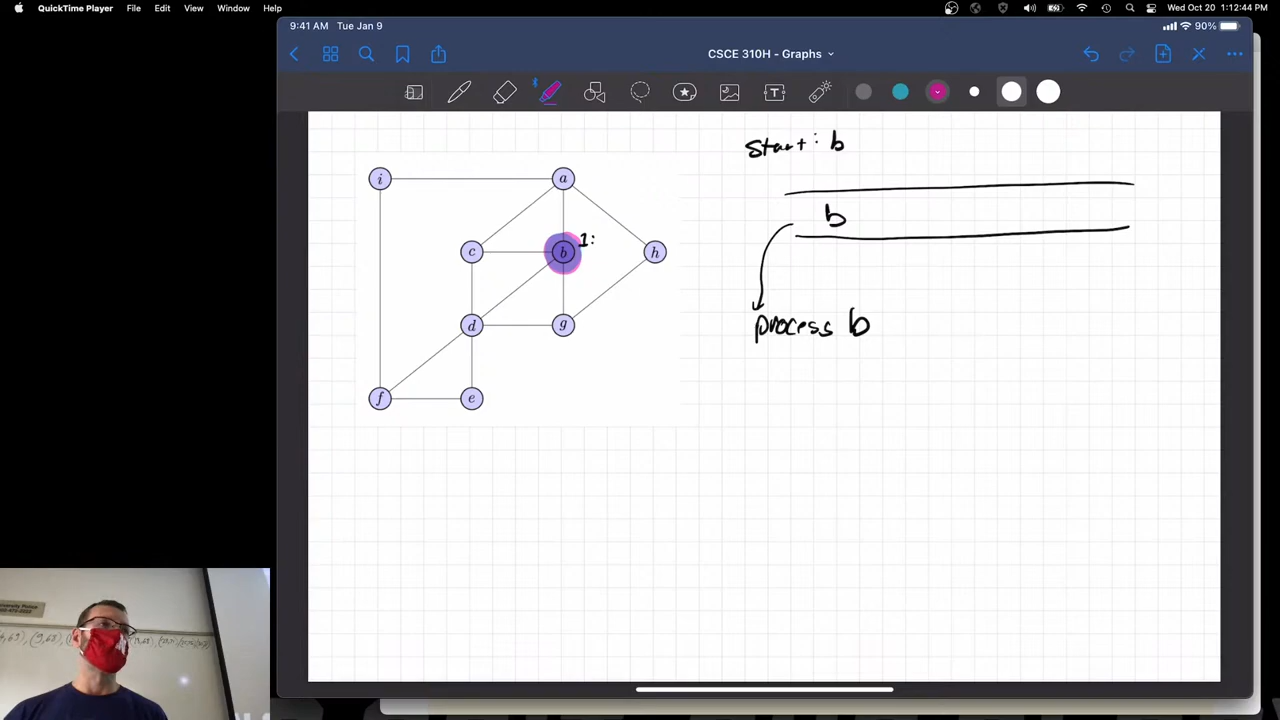 QuickTime Player File Edit View Window Help
Wed Oct 20 1:12:44 PM
9:41 AM Tue Jan 9
90%
CSCE 310H - Graphs
T
start: b
i a
b
1:
c b h
d g
process b
f e